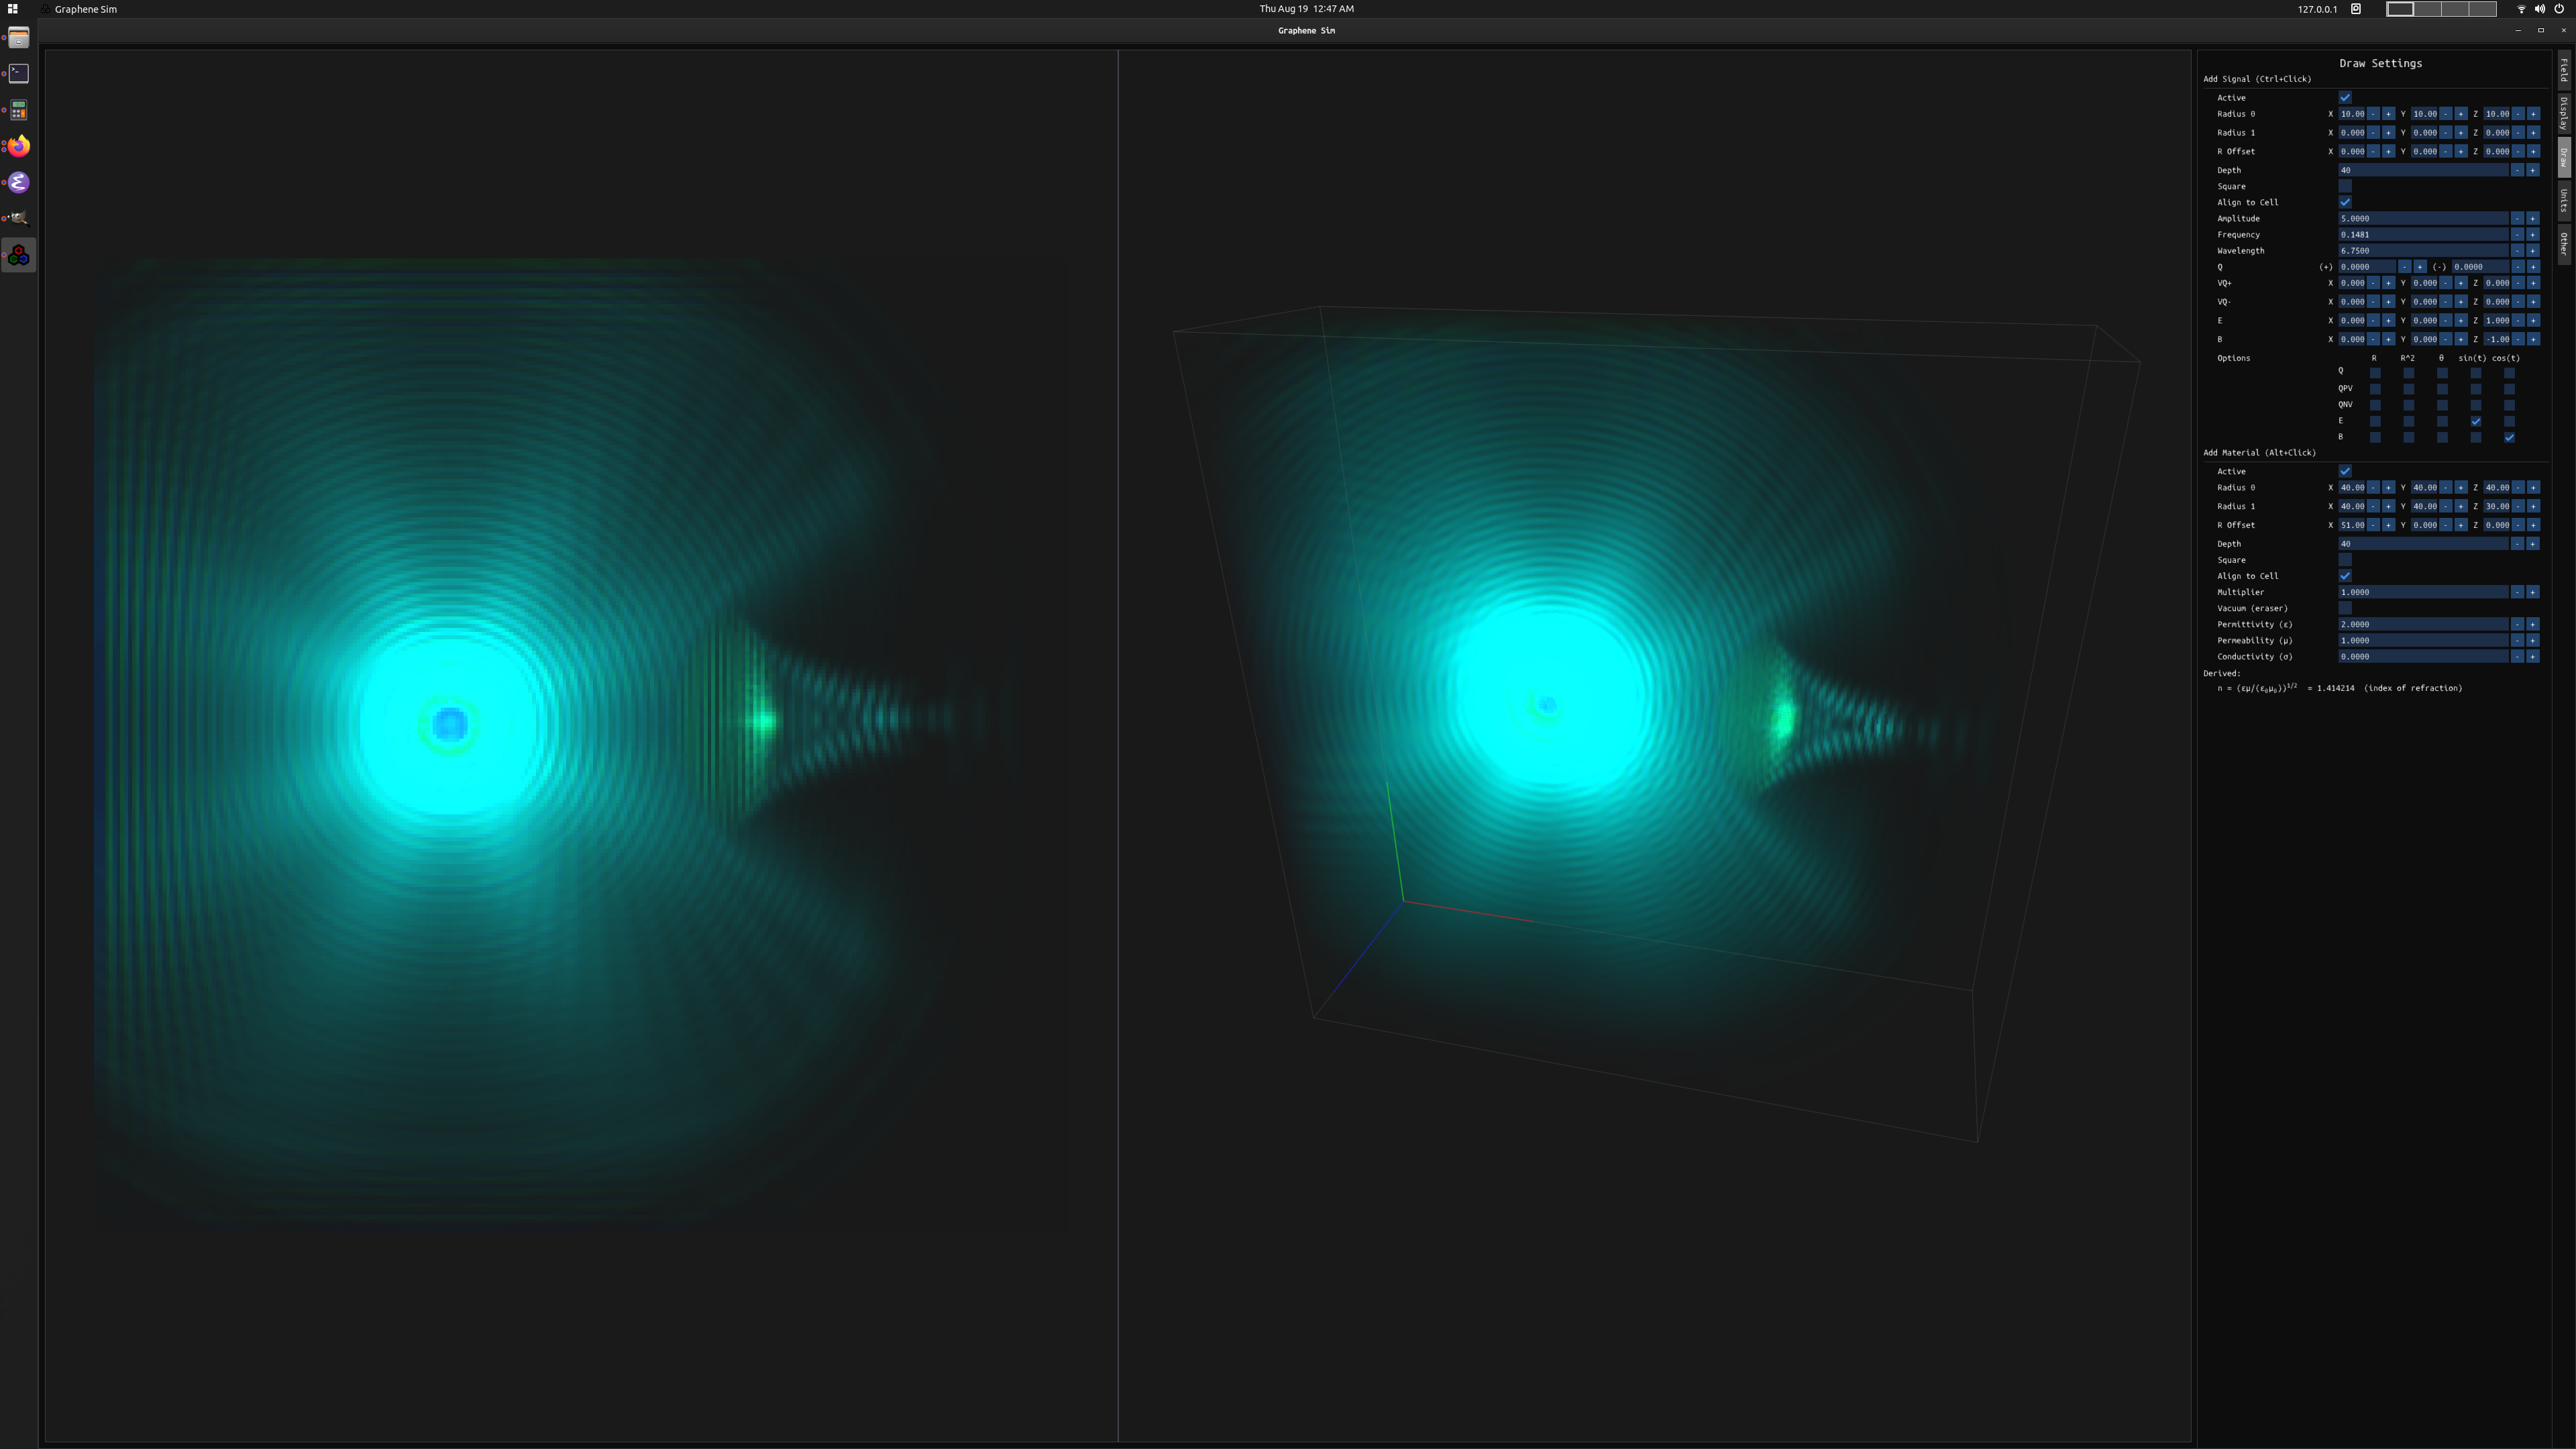 Graphene Sim
Thu Aug 19 12:47 AM
127.0.0.1
Graphene Sim
Draw Settings
Add Signal (Ctrl+Click)
Active
Radius 0 X 10.00 - + Y 10.00 - + Z 10.00 - +
Radius 1 X 0.000 - + Y 0.000 - + Z 0.000 - +
R Offset X 0.000 - + Y 0.000 - + Z 0.000 - +
Depth 40 - +
Square
Align to Cell
Amplitude 5.0000 - +
Frequency 0.1481 - +
Wavelength 6.7500 - +
Q (+) 0.0000 - + (-) 0.0000 - +
VQ+ X 0.000 - + Y 0.000 - + Z 0.000 - +
VQ- X 0.000 - + Y 0.000 - + Z 0.000 - +
E X 0.000 - + Y 0.000 - + Z 1.000 - +
B X 0.000 - + Y 0.000 - + Z -1.00 - +
Options R R^2 θ sin(t) cos(t)
Q
QPV
QNV
E
B
Add Material (Alt+Click)
Active
Radius 0 X 40.00 - + Y 40.00 - + Z 40.00 - +
Radius 1 X 40.00 - + Y 40.00 - + Z 30.00 - +
R Offset X 51.00 - + Y 0.000 - + Z 0.000 - +
Depth 40 - +
Square
Align to Cell
Multiplier 1.0000 - +
Vacuum (eraser)
Permittivity (ε) 2.0000 - +
Permeability (μ) 1.0000 - +
Conductivity (σ) 0.0000 - +
Derived:
n = (εμ/(ε₀μ₀))¹/² = 1.414214 (index of refraction)
Field
Display
Draw
Units
Other